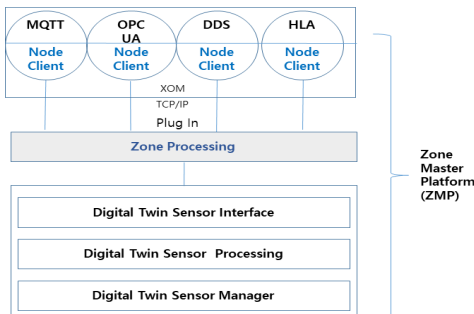 MQTT
Node
Client
OPC
UA
Node
Client
DDS
Node
Client
HLA
Node
Client
XOM
TCP/IP
Plug In
Zone Processing
Digital Twin Sensor Interface
Digital Twin Sensor Processing
Digital Twin Sensor Manager
Zone
Master
Platform
(ZMP)